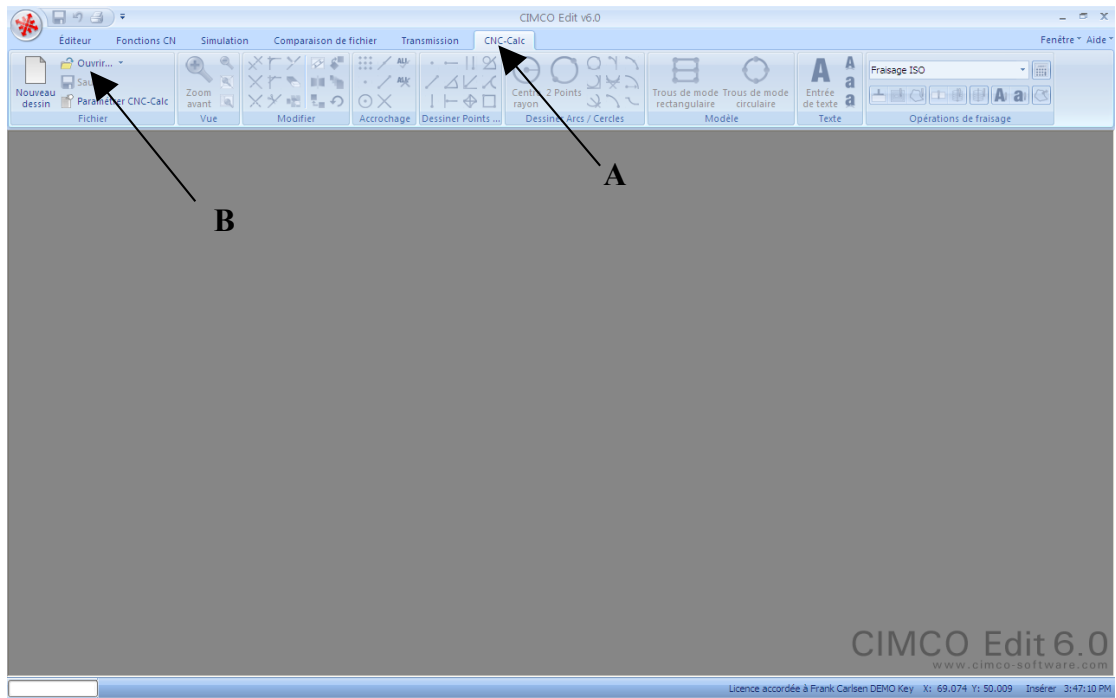 CIMCO Edit v6.0
Éditeur Fonctions CN Simulation Comparaison de fichier Transmission CNC-Calc Fenêtre Aide
Ouvrir...
Nouveau dessin
Paramétrer CNC-Calc
Fichier
Zoom avant
Vue
Modifier
ALL
Accrochage
Dessiner Points ...
Centre rayon
2 Points
Dessiner Arcs / Cercles
Trous de mode rectangulaire
Trous de mode circulaire
Modèle
A
Entrée de texte
A
a
a
Texte
Fraisage ISO
A a
Opérations de fraisage
A
B
CIMCO Edit 6.0
www.cimco-software.com
Licence accordée à Frank Carlsen DEMO Key X: 69.074 Y: 50.009 Insérer 3:47:10 PM